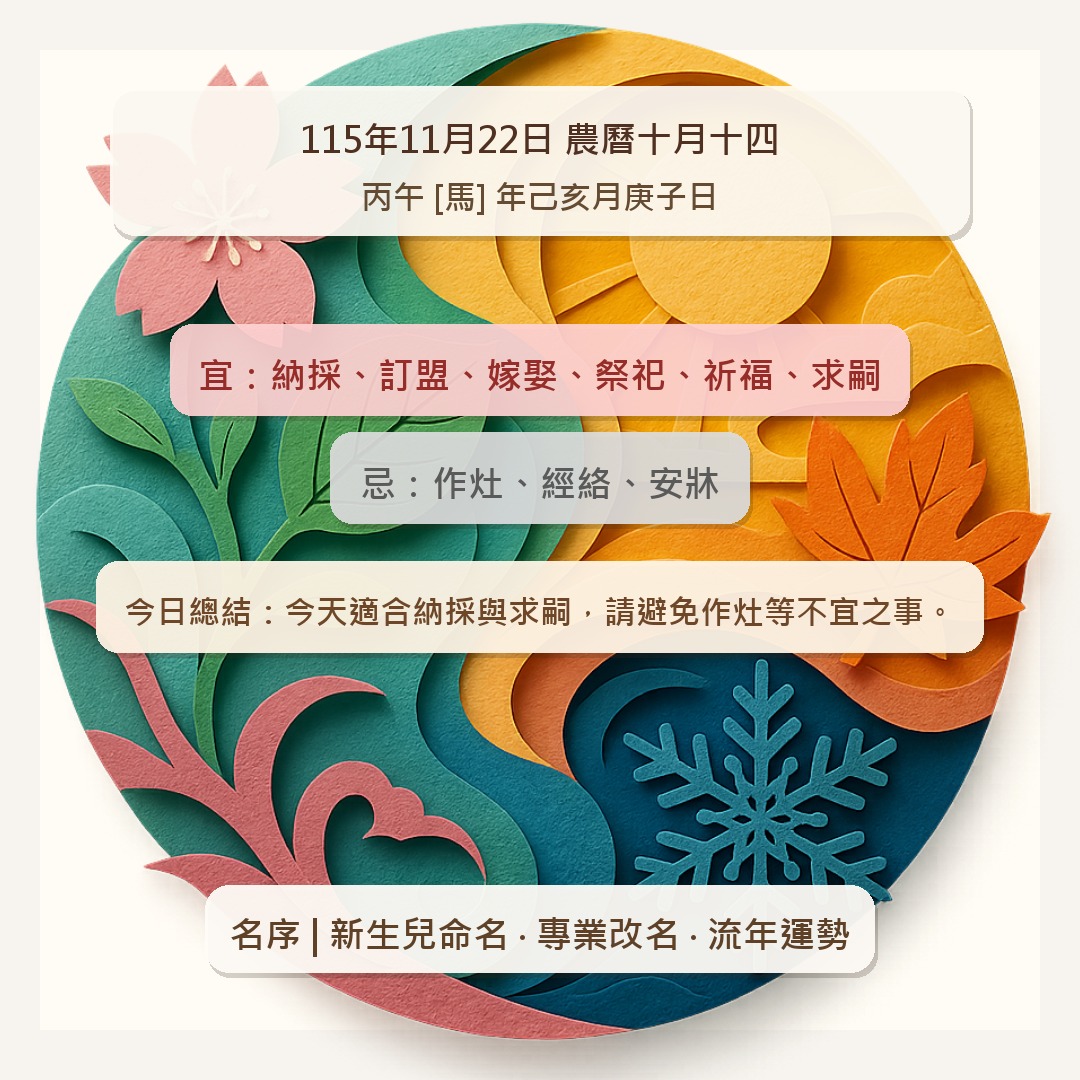 115年11月22日 農曆十月十四
丙午 [馬] 年己亥月庚子日
宜：納採、訂盟、嫁娶、祭祀、祈福、求嗣
忌：作灶、經絡、安牀
今日總結：今天適合納採與求嗣，請避免作灶等不宜之事。
名序 | 新生兒命名 · 專業改名 · 流年運勢